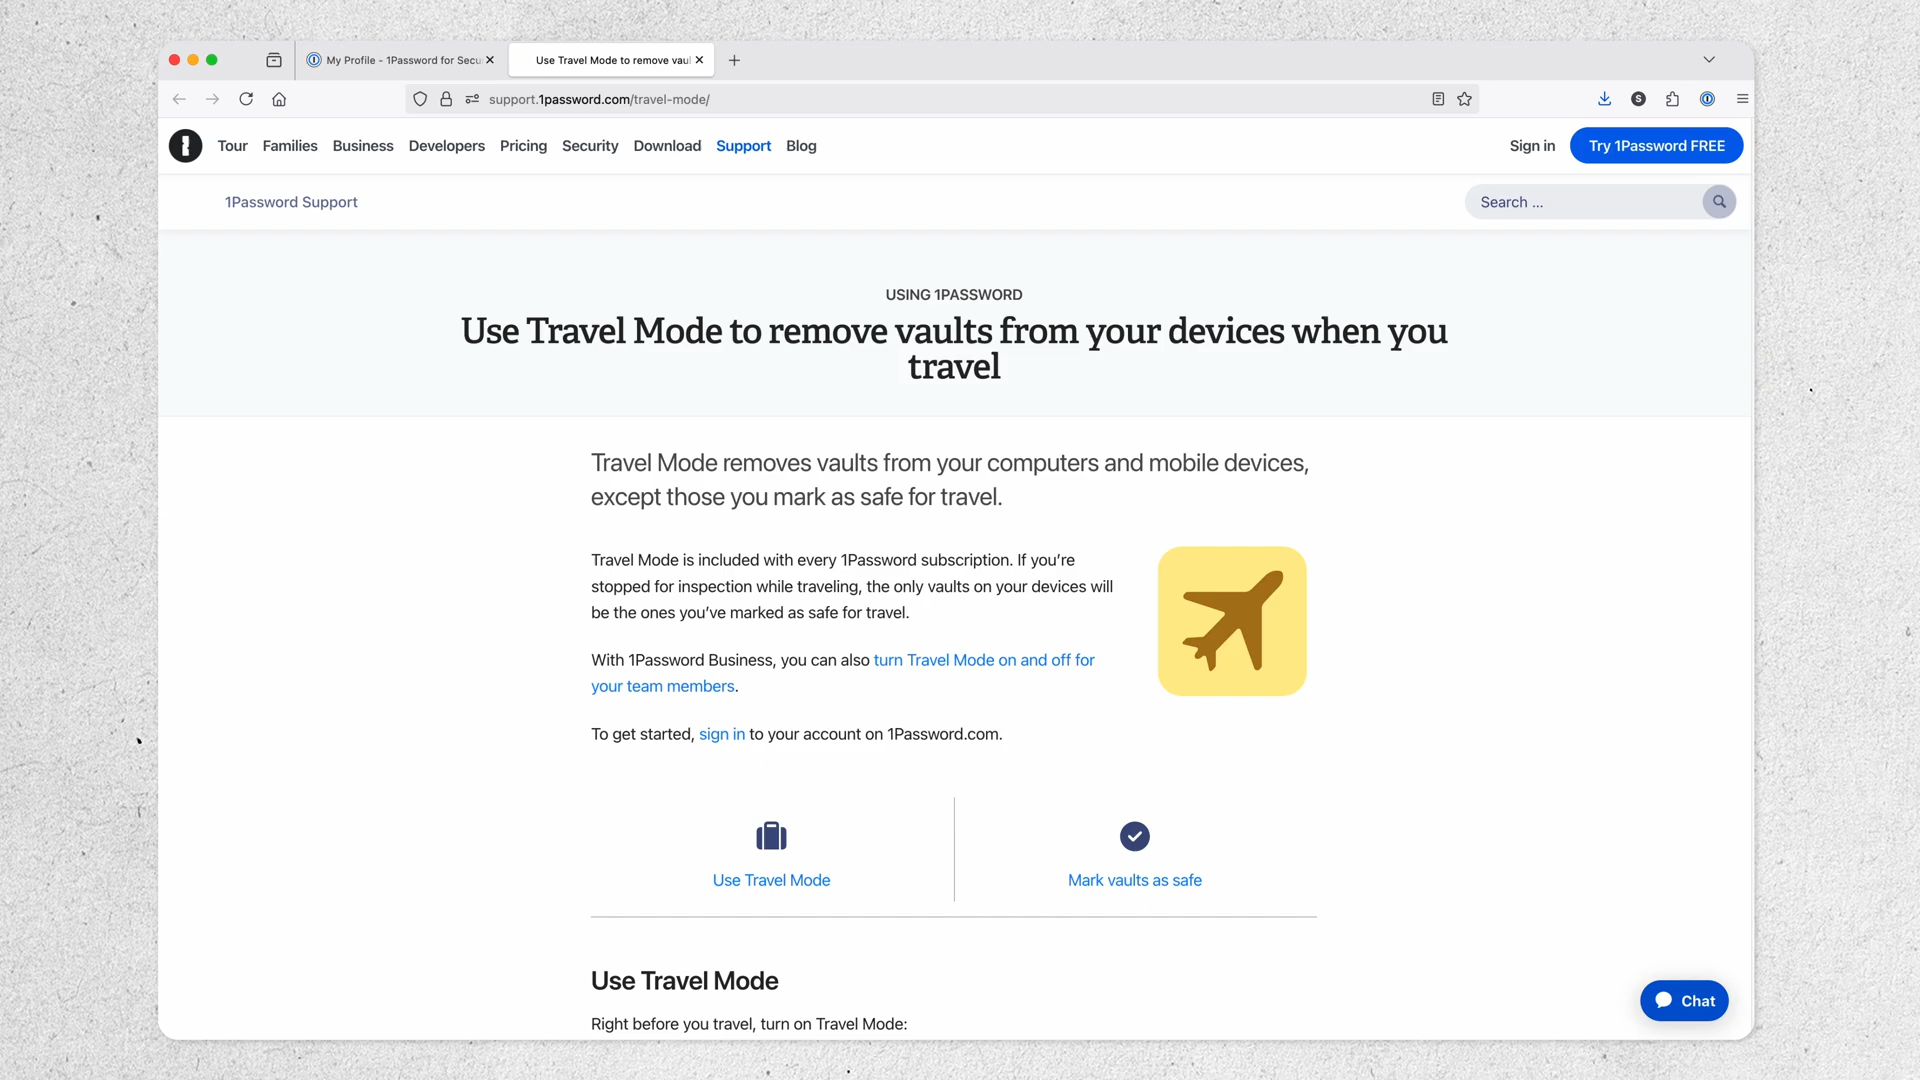 My Profile - 1Password for Secu
Use Travel Mode to remove vau
support.1password.com/travel-mode/
S
Tour Families Business Developers Pricing Security Download Support Blog
Sign in Try 1Password FREE
1Password Support
Search ...
USING 1PASSWORD
Use Travel Mode to remove vaults from your devices when you
travel
Travel Mode removes vaults from your computers and mobile devices,
except those you mark as safe for travel.
Travel Mode is included with every 1Password subscription. If you’re
stopped for inspection while traveling, the only vaults on your devices will
be the ones you’ve marked as safe for travel.
With 1Password Business, you can also turn Travel Mode on and off for
your team members.
To get started, sign in to your account on 1Password.com.
Use Travel Mode
Mark vaults as safe
Use Travel Mode
Right before you travel, turn on Travel Mode:
Chat